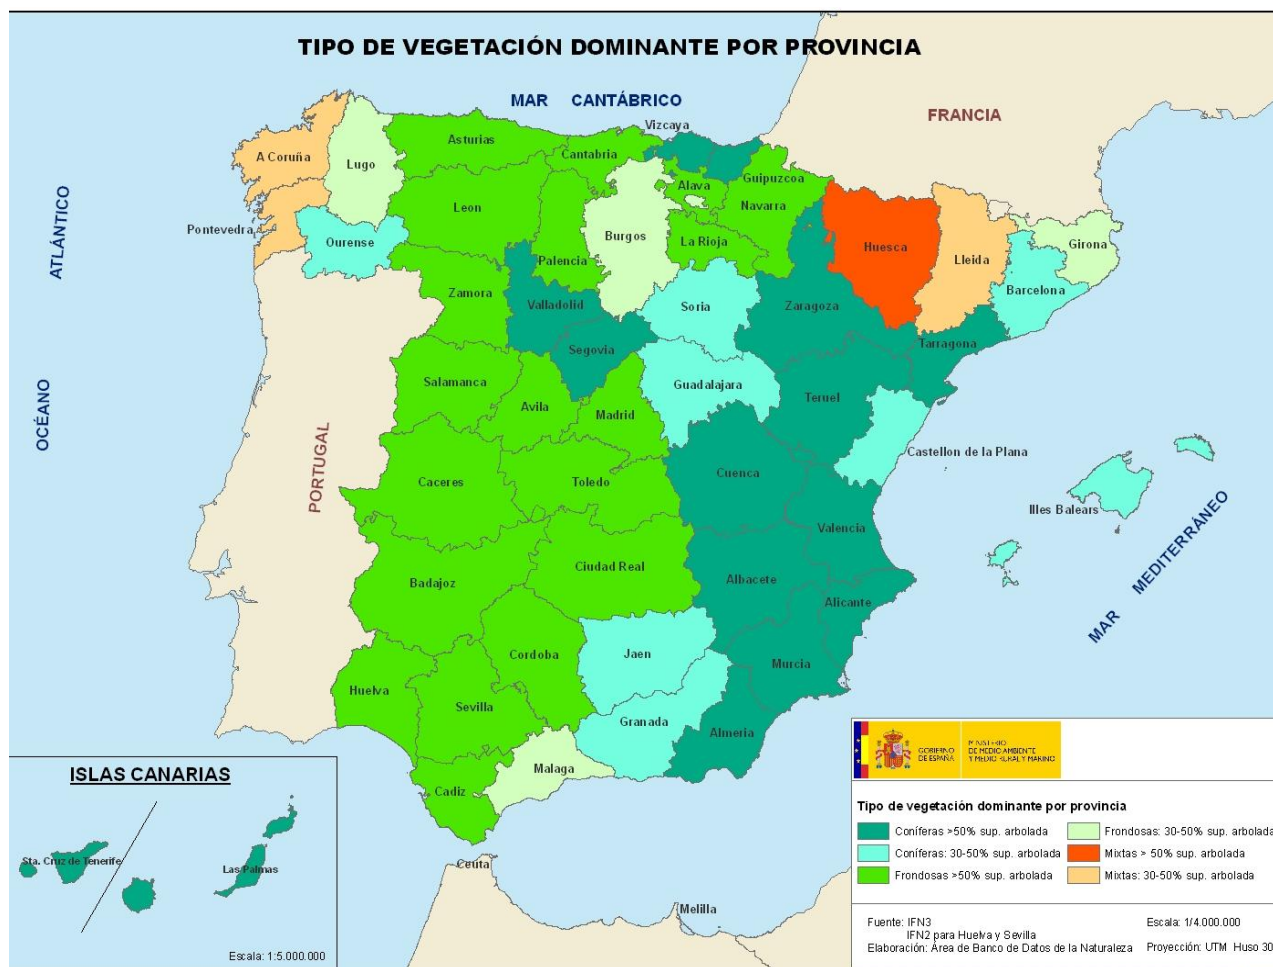 TIPO DE VEGETACIÓN DOMINANTE POR PROVINCIA
MAR CANTÁBRICO
FRANCIA
Vizcaya
Asturias
Cantabria
A Coruña
Lugo
Guipuzcoa
Alava
Navarra
Leon
Pontevedra
Ourense
Burgos
La Rioja
Huesca
Lleida
Girona
Palencia
Barcelona
Zamora
Valladolid
Soria
Zaragoza
Segovia
Tarragona
ATLÁNTICO
OCÉANO
PORTUGAL
Salamanca
Avila
Madrid
Guadalajara
Teruel
Castellon de la Plana
Caceres
Toledo
Cuenca
Illes Balears
Valencia
MAR MEDITERRÁNEO
Badajoz
Ciudad Real
Albacete
Alicante
Cordoba
Jaen
Murcia
Huelva
Sevilla
Granada
Almeria
Malaga
Cadiz
Ceuta
Melilla
ISLAS CANARIAS
Sta. Cruz de Tenerife
Las Palmas
Escala: 1:5.000.000
GOBIERNO
DE ESPAÑA
MINISTERIO
DE MEDIO AMBIENTE
Y MEDIO RURAL Y MARINO
Tipo de vegetación dominante por provincia
Coníferas >50% sup. arbolada
Coníferas: 30-50% sup. arbolada
Frondosas >50% sup. arbolada
Frondosas: 30-50% sup. arbolada
Mixtas > 50% sup. arbolada
Mixtas: 30-50% sup. arbolada
Fuente: IFN3
IFN2 para Huelva y Sevilla
Elaboración: Área de Banco de Datos de la Naturaleza
Escala: 1/4.000.000
Proyección: UTM Huso 30